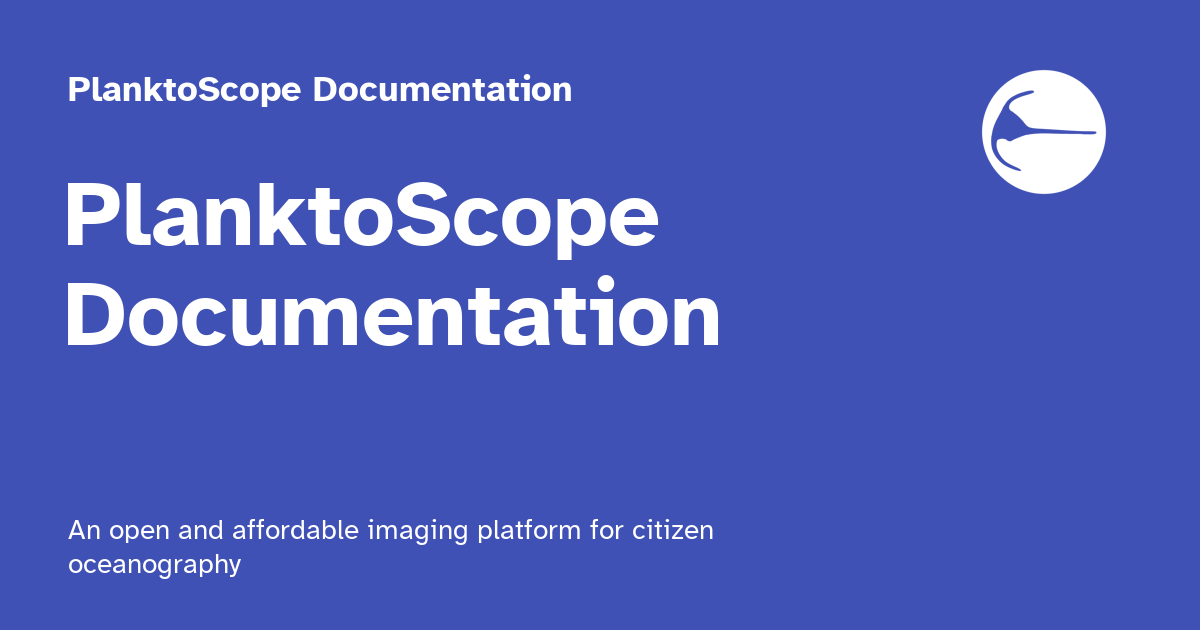 PlanktoScope Documentation
PlanktoScope
Documentation
An open and affordable imaging platform for citizen
oceanography